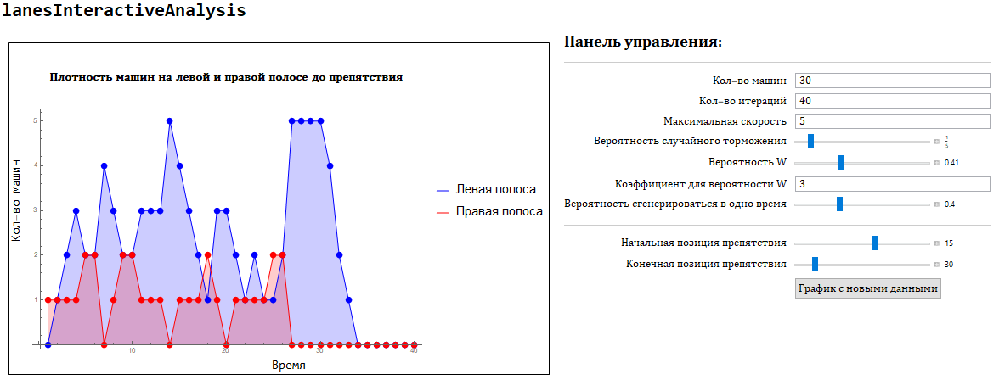 lanesInteractiveAnalysis
Плотность машин на левой и правой полосе до препятствия
Кол-во машин
5
4
3
2
1
10
20
30
40
Время
Левая полоса
Правая полоса
Панель управления:
Кол-во машин 30
Кол-во итераций 40
Максимальная скорость 5
Вероятность случайного торможения 1/5
Вероятность W 0.41
Коэффициент для вероятности W 3
Вероятность сгенерироваться в одно время 0.4
Начальная позиция препятствия 15
Конечная позиция препятствия 30
График с новыми данными